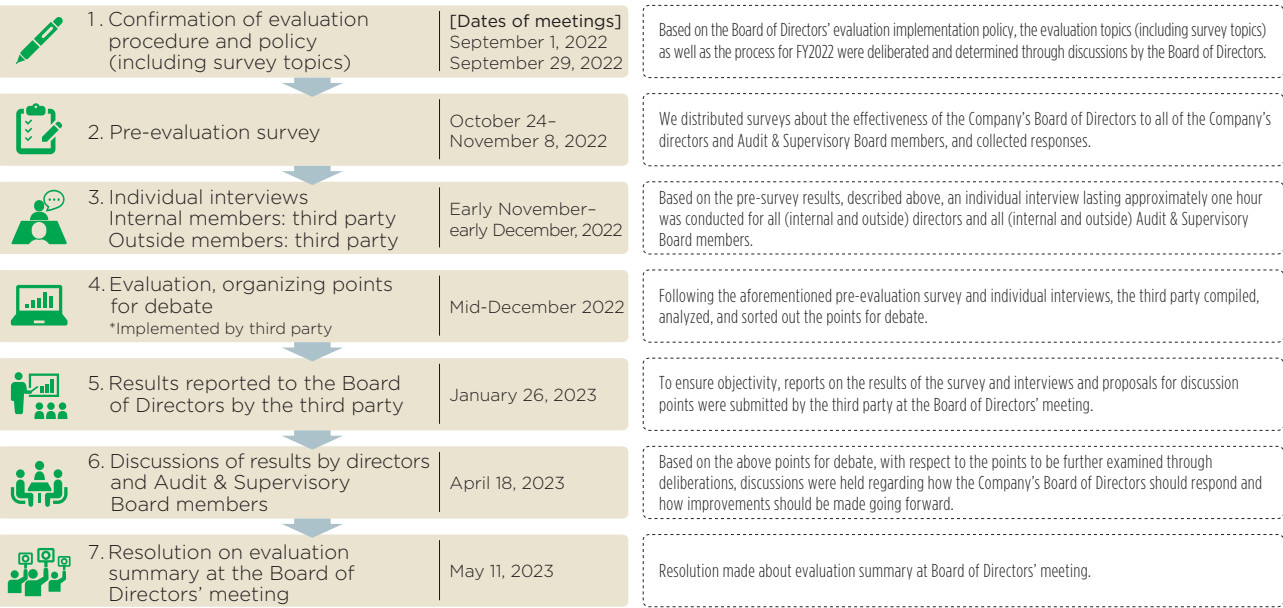 1. Confirmation of evaluation
procedure and policy
(including survey topics)
[Dates of meetings]
September 1, 2022
September 29, 2022
Based on the Board of Directors' evaluation implementation policy, the evaluation topics (including survey topics)
as well as the process for FY2022 were deliberated and determined through discussions by the Board of Directors.
2. Pre-evaluation survey
October 24–
November 8, 2022
We distributed surveys about the effectiveness of the Company's Board of Directors to all of the Company's
directors and Audit & Supervisory Board members, and collected responses.
3. Individual interviews
Internal members: third party
Outside members: third party
Early November–
early December, 2022
Based on the pre-survey results, described above, an individual interview lasting approximately one hour
was conducted for all (internal and outside) directors and all (internal and outside) Audit & Supervisory
Board members.
4. Evaluation, organizing points
for debate
*Implemented by third party
Mid-December 2022
Following the aforementioned pre-evaluation survey and individual interviews, the third party compiled,
analyzed, and sorted out the points for debate.
5. Results reported to the Board
of Directors by the third party
January 26, 2023
To ensure objectivity, reports on the results of the survey and interviews and proposals for discussion
points were submitted by the third party at the Board of Directors' meeting.
6. Discussions of results by directors
and Audit & Supervisory
Board members
April 18, 2023
Based on the above points for debate, with respect to the points to be further examined through
deliberations, discussions were held regarding how the Company's Board of Directors should respond and
how improvements should be made going forward.
7. Resolution on evaluation
summary at the Board of
Directors' meeting
May 11, 2023
Resolution made about evaluation summary at Board of Directors' meeting.